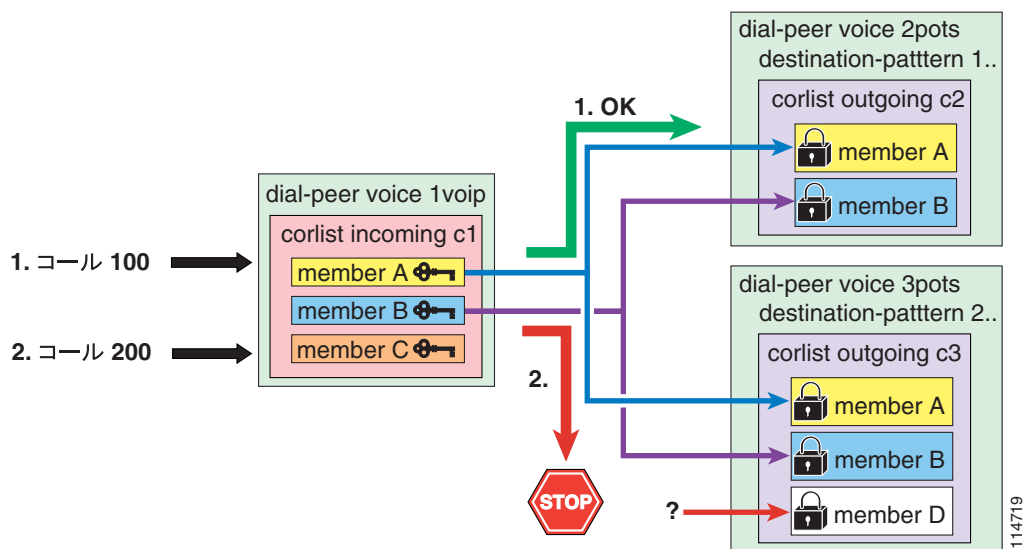 dial-peer voice 2pots
destination-patttern 1..
corlist outgoing c2
member A
member B
1. OK
dial-peer voice 1voip
corlist incoming c1
member A
member B
member C
1. コール 100
2. コール 200
2.
STOP
dial-peer voice 3pots
destination-patttern 2..
corlist outgoing c3
member A
member B
?
member D
114719